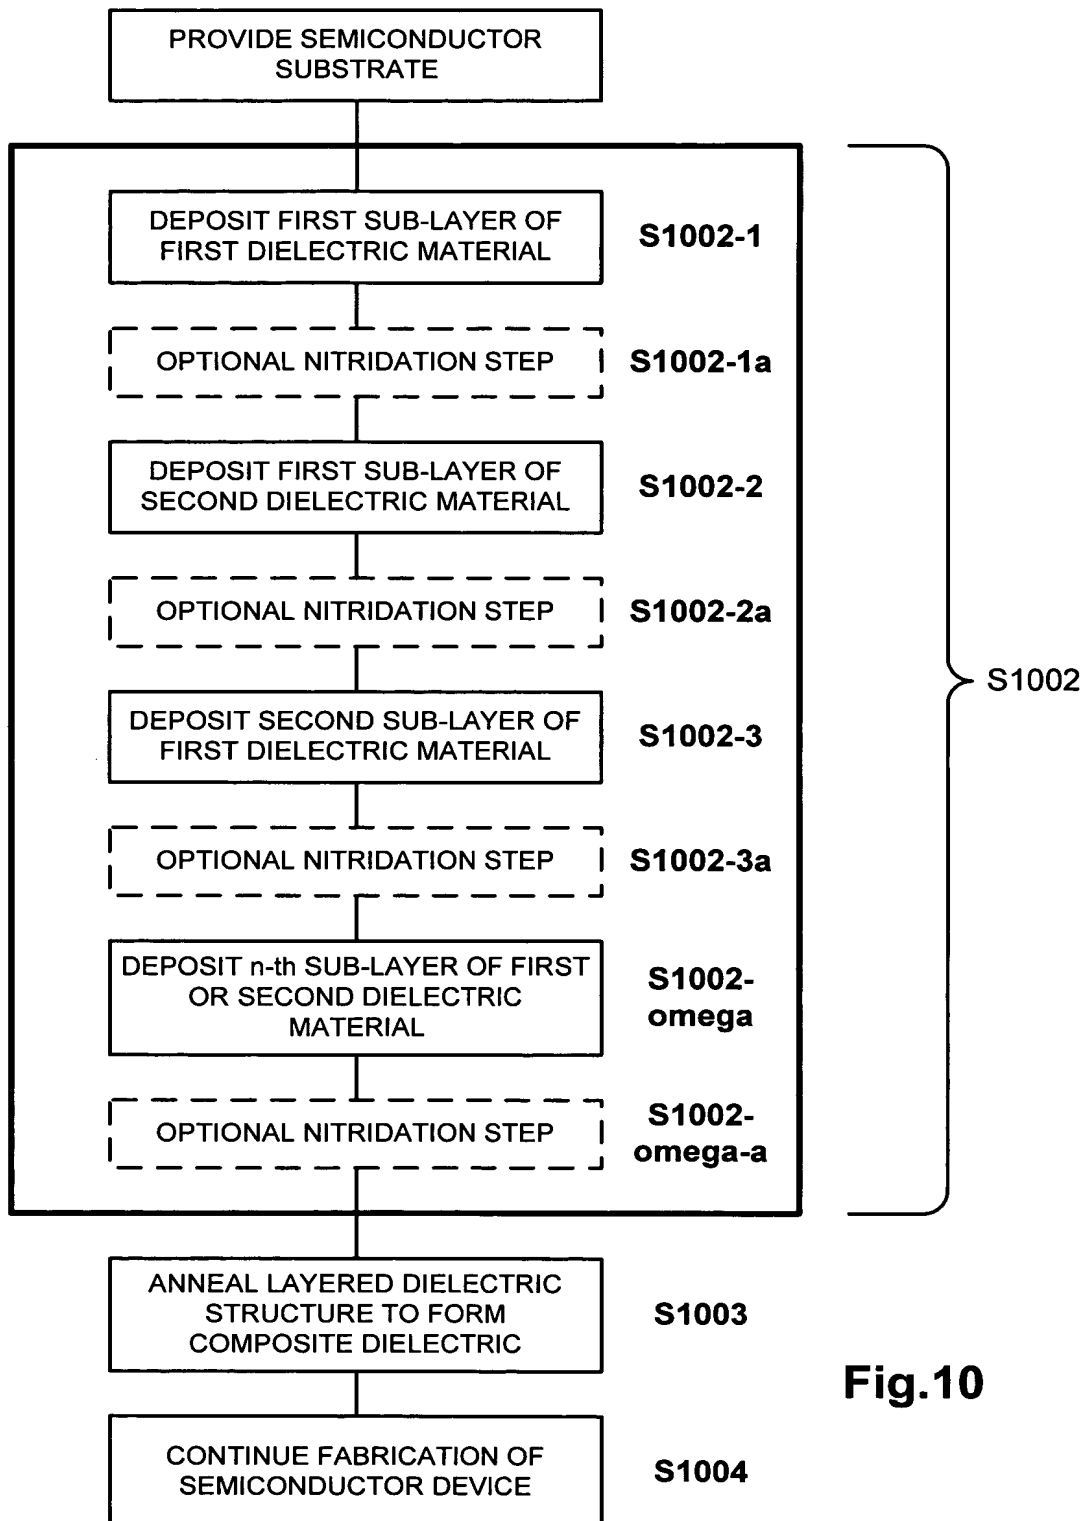 PROVIDE SEMICONDUCTOR
SUBSTRATE
DEPOSIT FIRST SUB-LAYER OF
FIRST DIELECTRIC MATERIAL
S1002-1
OPTIONAL NITRIDATION STEP
S1002-1a
DEPOSIT FIRST SUB-LAYER OF
SECOND DIELECTRIC MATERIAL
S1002-2
OPTIONAL NITRIDATION STEP
S1002-2a
S1002
DEPOSIT SECOND SUB-LAYER OF
FIRST DIELECTRIC MATERIAL
S1002-3
OPTIONAL NITRIDATION STEP
S1002-3a
DEPOSIT n-th SUB-LAYER OF FIRST
OR SECOND DIELECTRIC
MATERIAL
S1002-
omega
OPTIONAL NITRIDATION STEP
S1002-
omega-a
ANNEAL LAYERED DIELECTRIC
STRUCTURE TO FORM
COMPOSITE DIELECTRIC
S1003
Fig.10
CONTINUE FABRICATION OF
SEMICONDUCTOR DEVICE
S1004